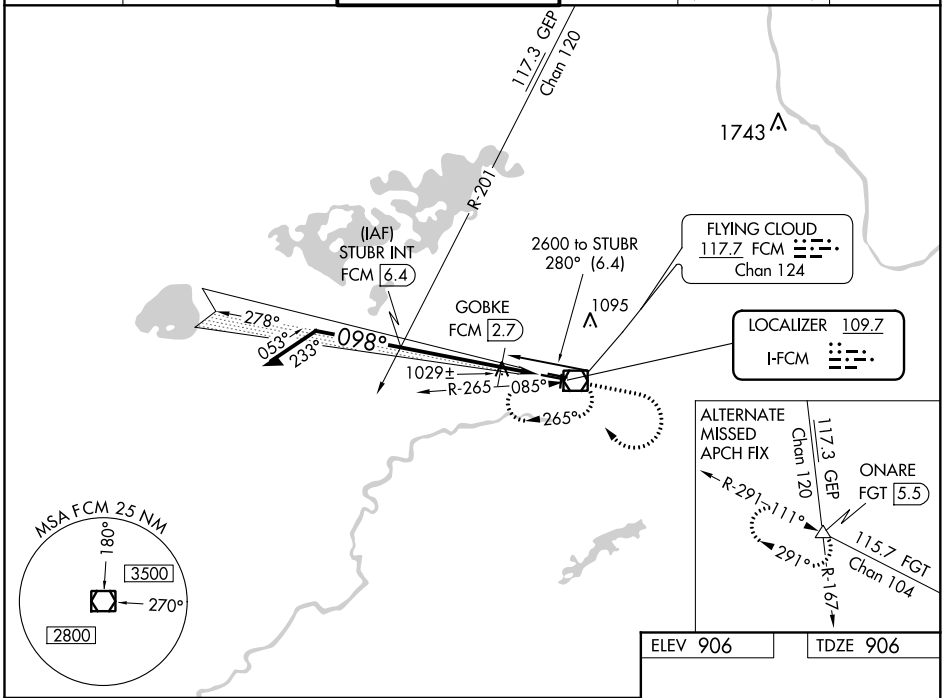 117.3 GEP
Chan 120
1743
R-201
(IAF)
STUBR INT
FCM 6.4
2600 to STUBR
280° (6.4)
FLYING CLOUD
117.7 FCM
Chan 124
GOBKE
FCM 2.7
1095
LOCALIZER 109.7
I-FCM
278°
053°
233°
098°
1029±
R-265
085°
265°
ALTERNATE
MISSED
APCH FIX
117.3 GEP
Chan 120
ONARE
FGT 5.5
R-291
111°
291°
R-167
115.7 FGT
Chan 104
MSA FCM 25 NM
180°
3500
270°
2800
ELEV 906
TDZE 906